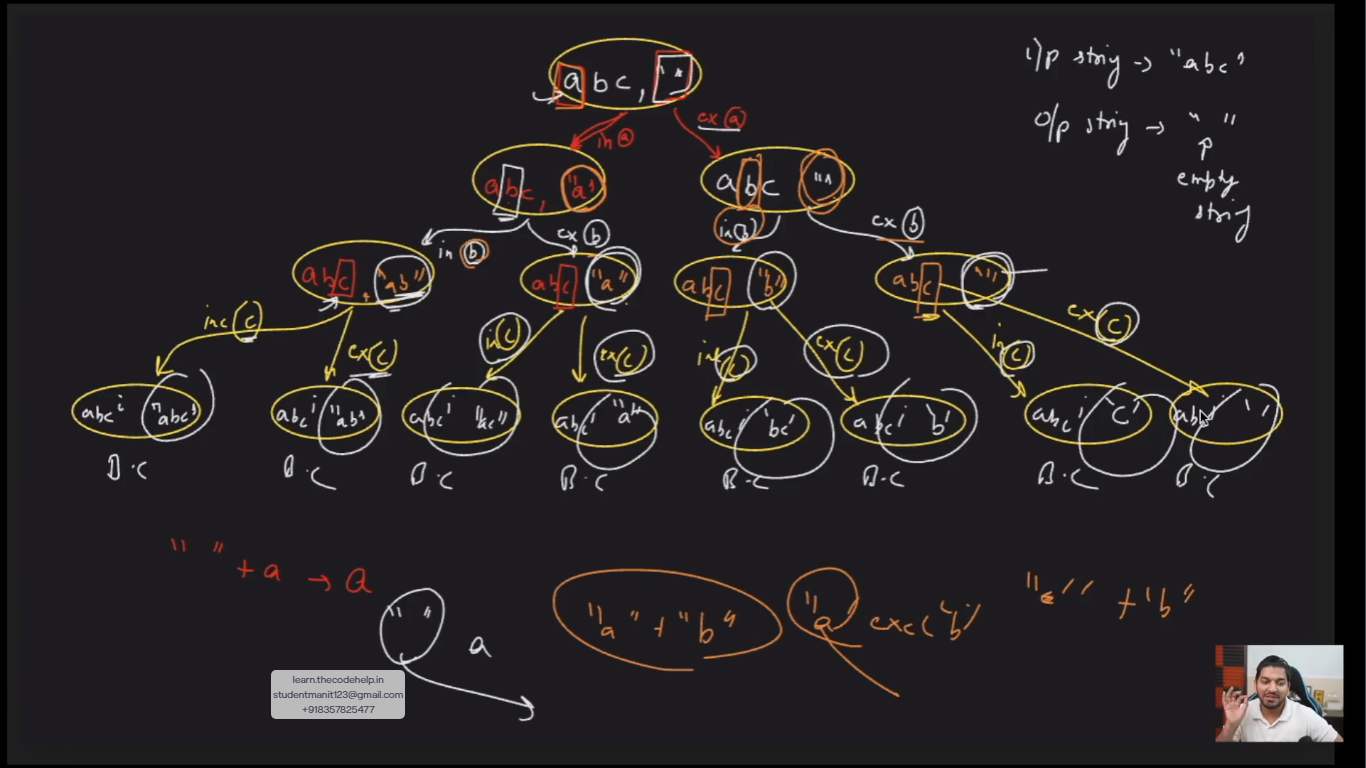 abc, " "
i/p string → "abc"
o/p string → " "
empty
string
in a
ex a
abc, "a"
abc ""
in b
ex b
in(b)
ex b
abc, "ab"
abc "a"
abc "b"
abc ""
inc c
ex(c)
in(c)
ex(c)
in(c)
ex(c)
in(c)
ex(c)
abc "abc"
abc "ab"
abc "ac"
abc "a"
abc 'bc'
abc 'b'
abc 'c'
abc ' '
B.C
B.C
B.C
B.C
B.C
B.C
B.C
B.C
" " + a → a
" " a
"a" + "b"
"a" exc('b')
+ "b"
learn.thecodehelp.in
studentmanit123@gmail.com
+918357825477